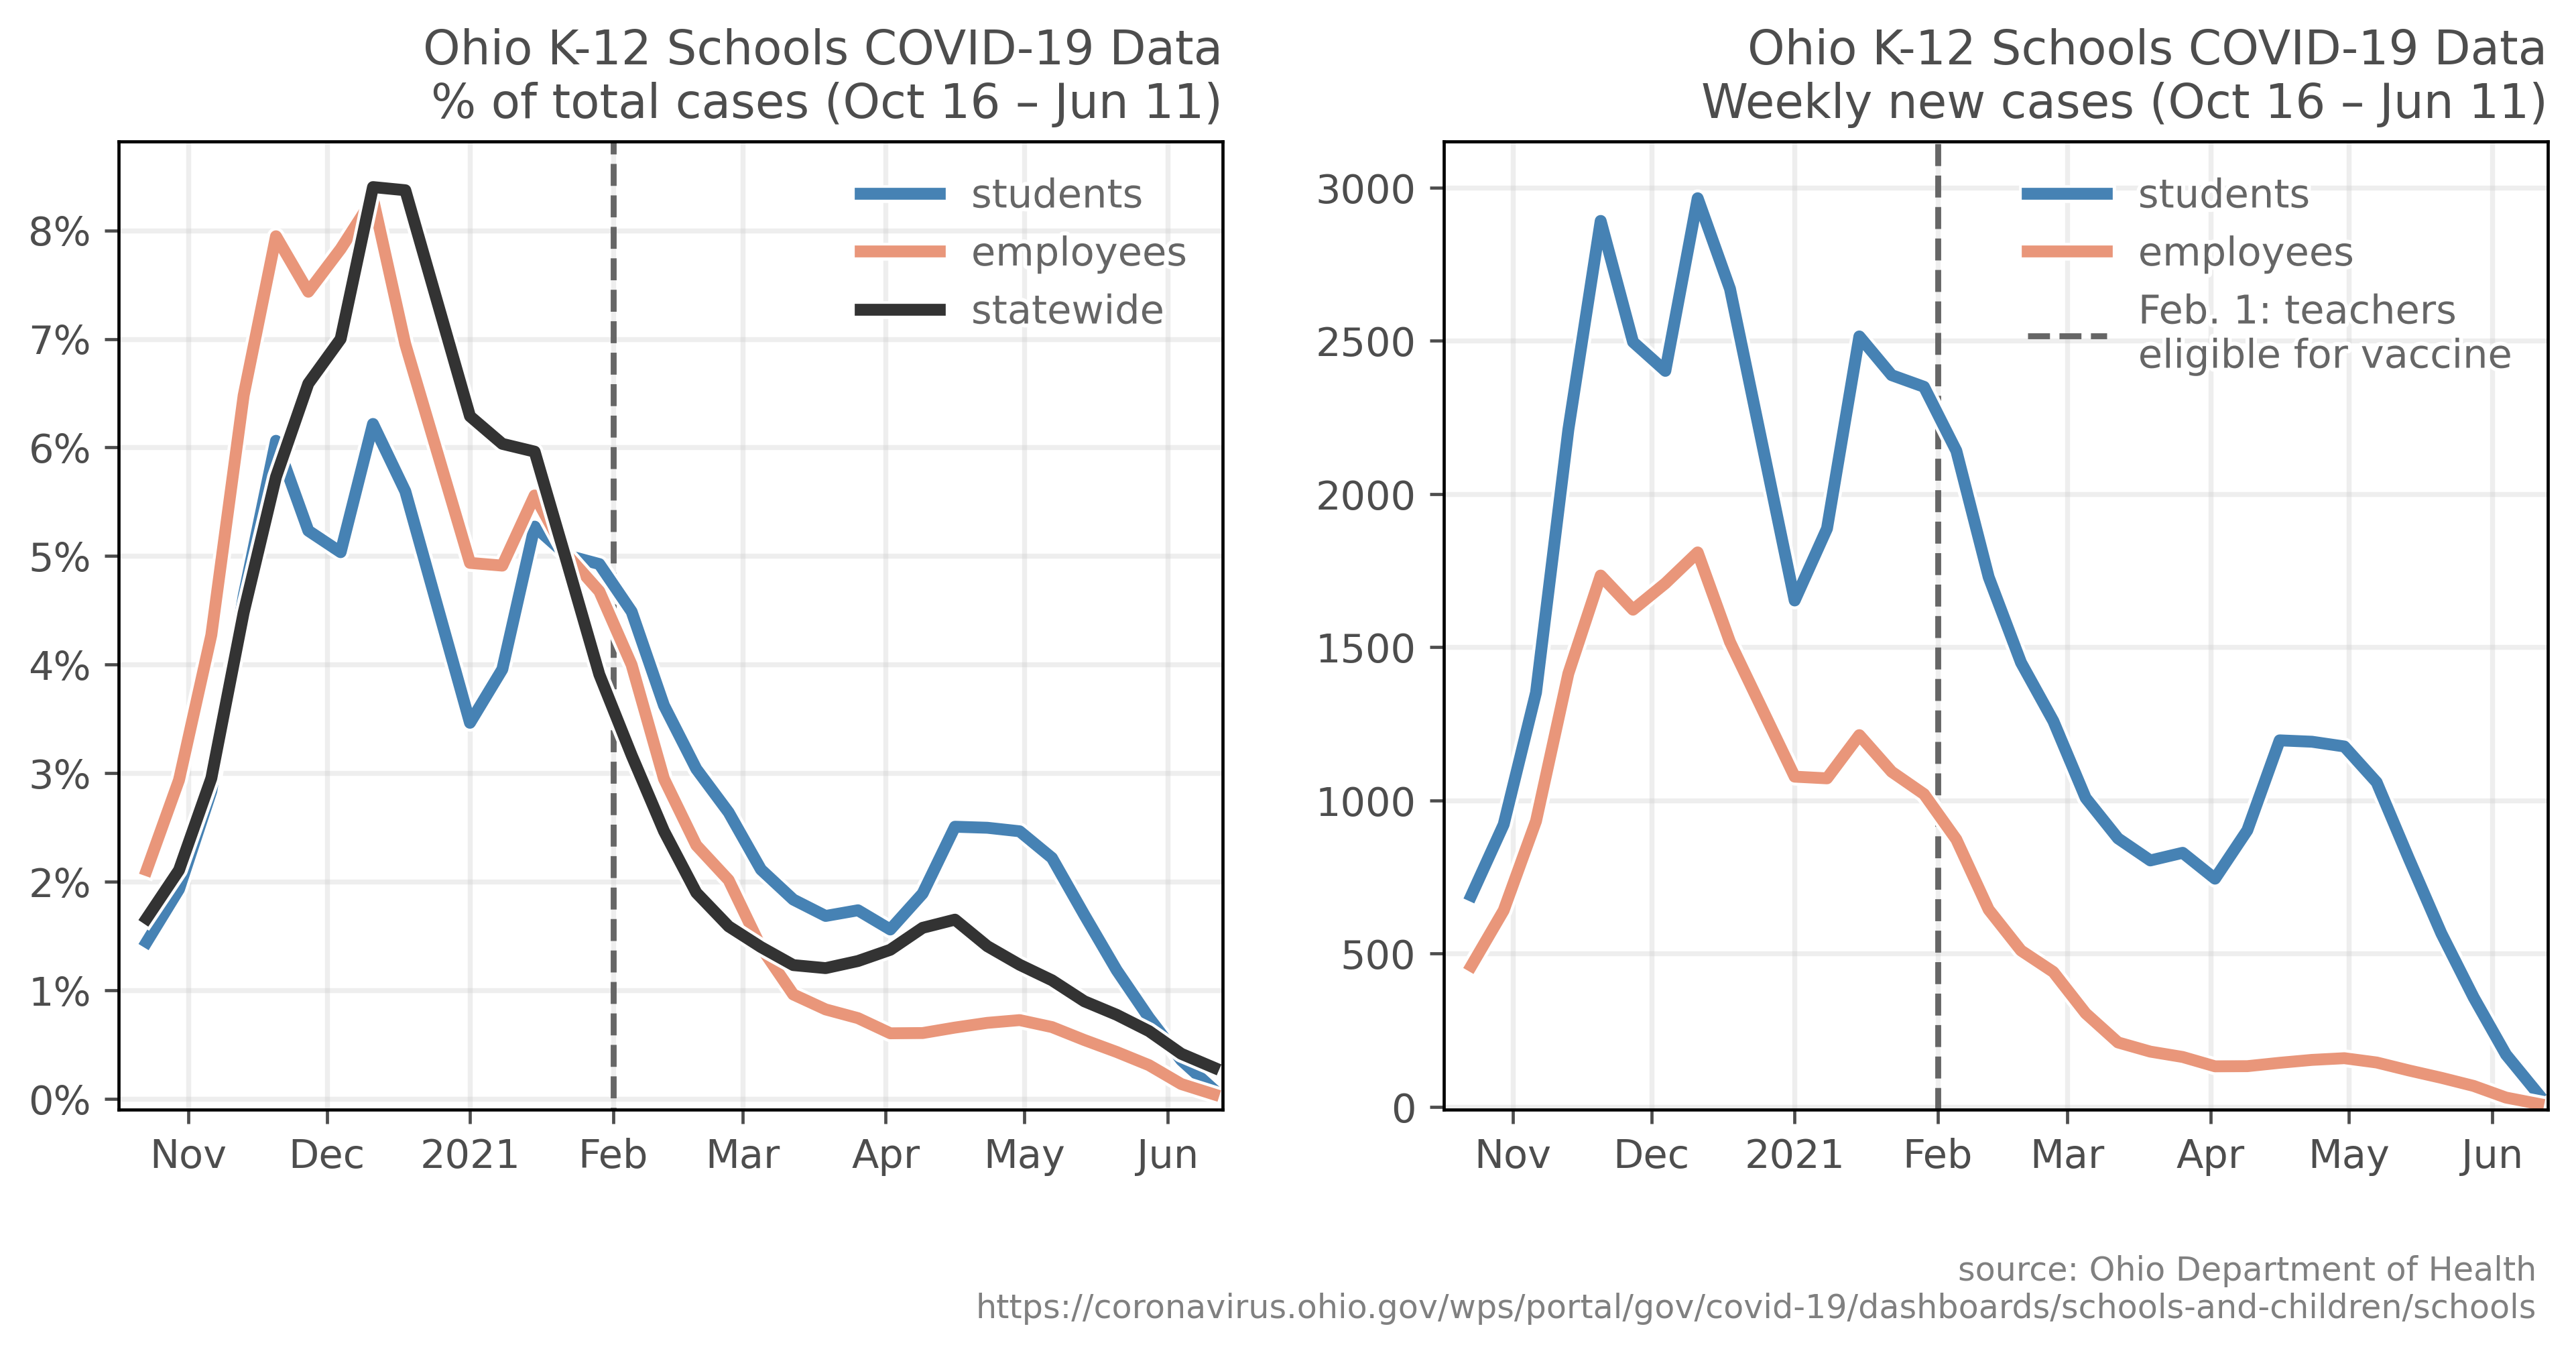 Ohio K-12 Schools COVID-19 Data
% of total cases (Oct 16 – Jun 11)
8%
7%
6%
5%
4%
3%
2%
1%
0%
students
employees
statewide
Nov Dec 2021 Feb Mar Apr May Jun
Ohio K-12 Schools COVID-19 Data
Weekly new cases (Oct 16 – Jun 11)
3000
2500
2000
1500
1000
500
0
students
employees
Feb. 1: teachers
eligible for vaccine
Nov Dec 2021 Feb Mar Apr May Jun
source: Ohio Department of Health
https://coronavirus.ohio.gov/wps/portal/gov/covid-19/dashboards/schools-and-children/schools